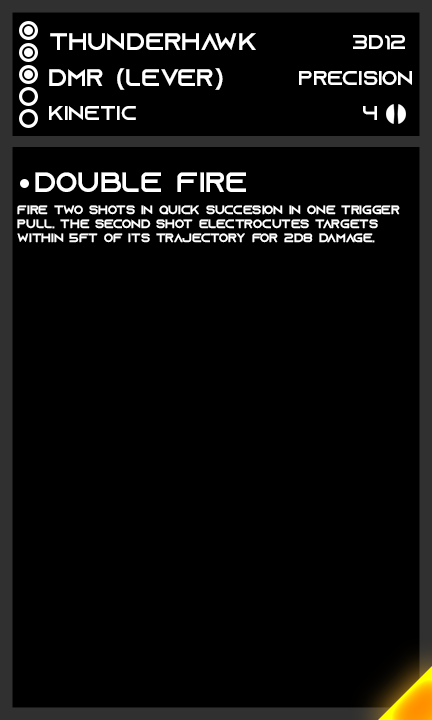 THUNDERHAWK 3D12
DMR (LEVER) PRECISION
KINETIC 4
•DOUBLE FIRE
FIRE TWO SHOTS IN QUICK SUCCESION IN ONE TRIGGER
PULL. THE SECOND SHOT ELECTROCUTES TARGETS
WITHIN 5FT OF ITS TRAJECTORY FOR 2D8 DAMAGE.